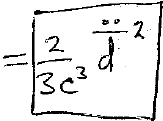 = 2/3c³ d̈̄²